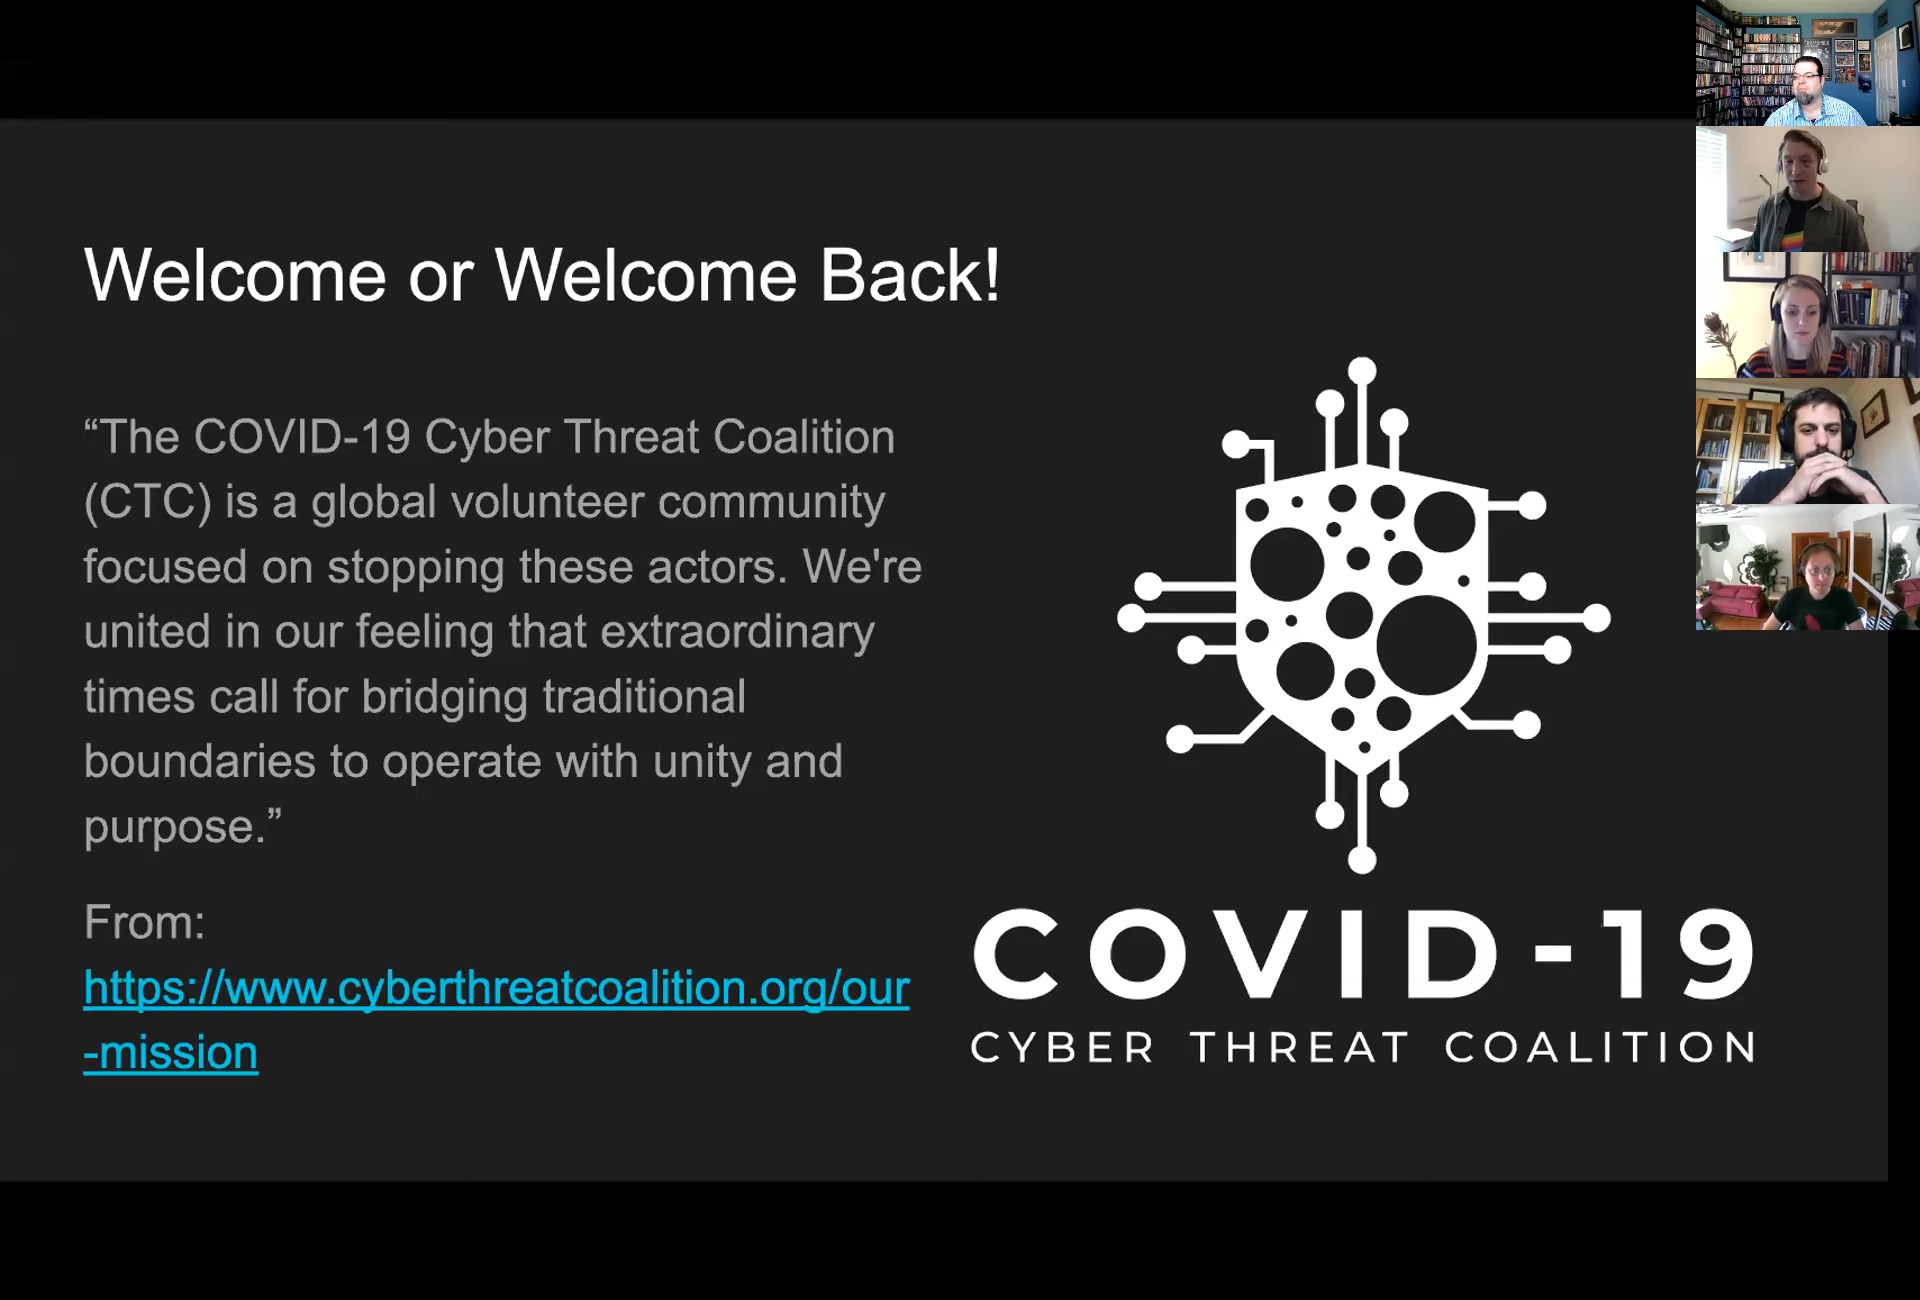 Welcome or Welcome Back!
“The COVID-19 Cyber Threat Coalition
(CTC) is a global volunteer community
focused on stopping these actors. We're
united in our feeling that extraordinary
times call for bridging traditional
boundaries to operate with unity and
purpose.”
From:
https://www.cyberthreatcoalition.org/our
-mission
COVID-19
CYBER THREAT COALITION